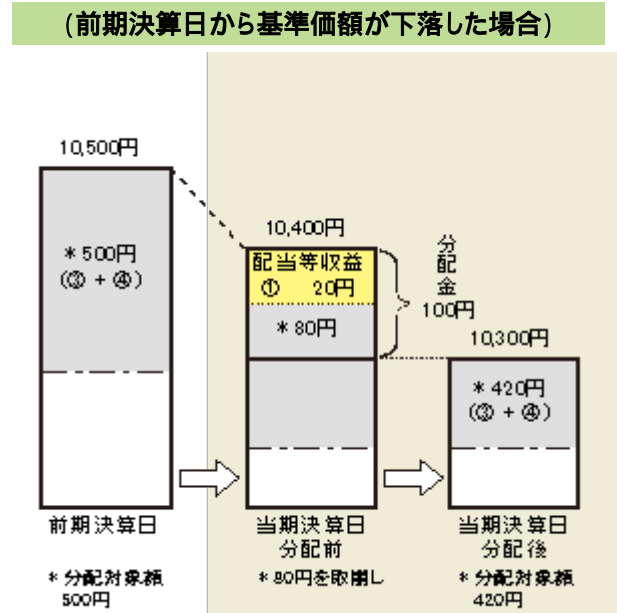 (前期決算日から基準価額が下落した場合)
10,500円
*500円
(③ + ④)
10,400円
配当等収益
① 20円
*80円
分配金
100円
10,300円
*420円
(③ + ④)
前期決算日
当期決算日
分配前
当期決算日
分配後
*分配対象額
500円
*80円を取崩し
*分配対象額
420円